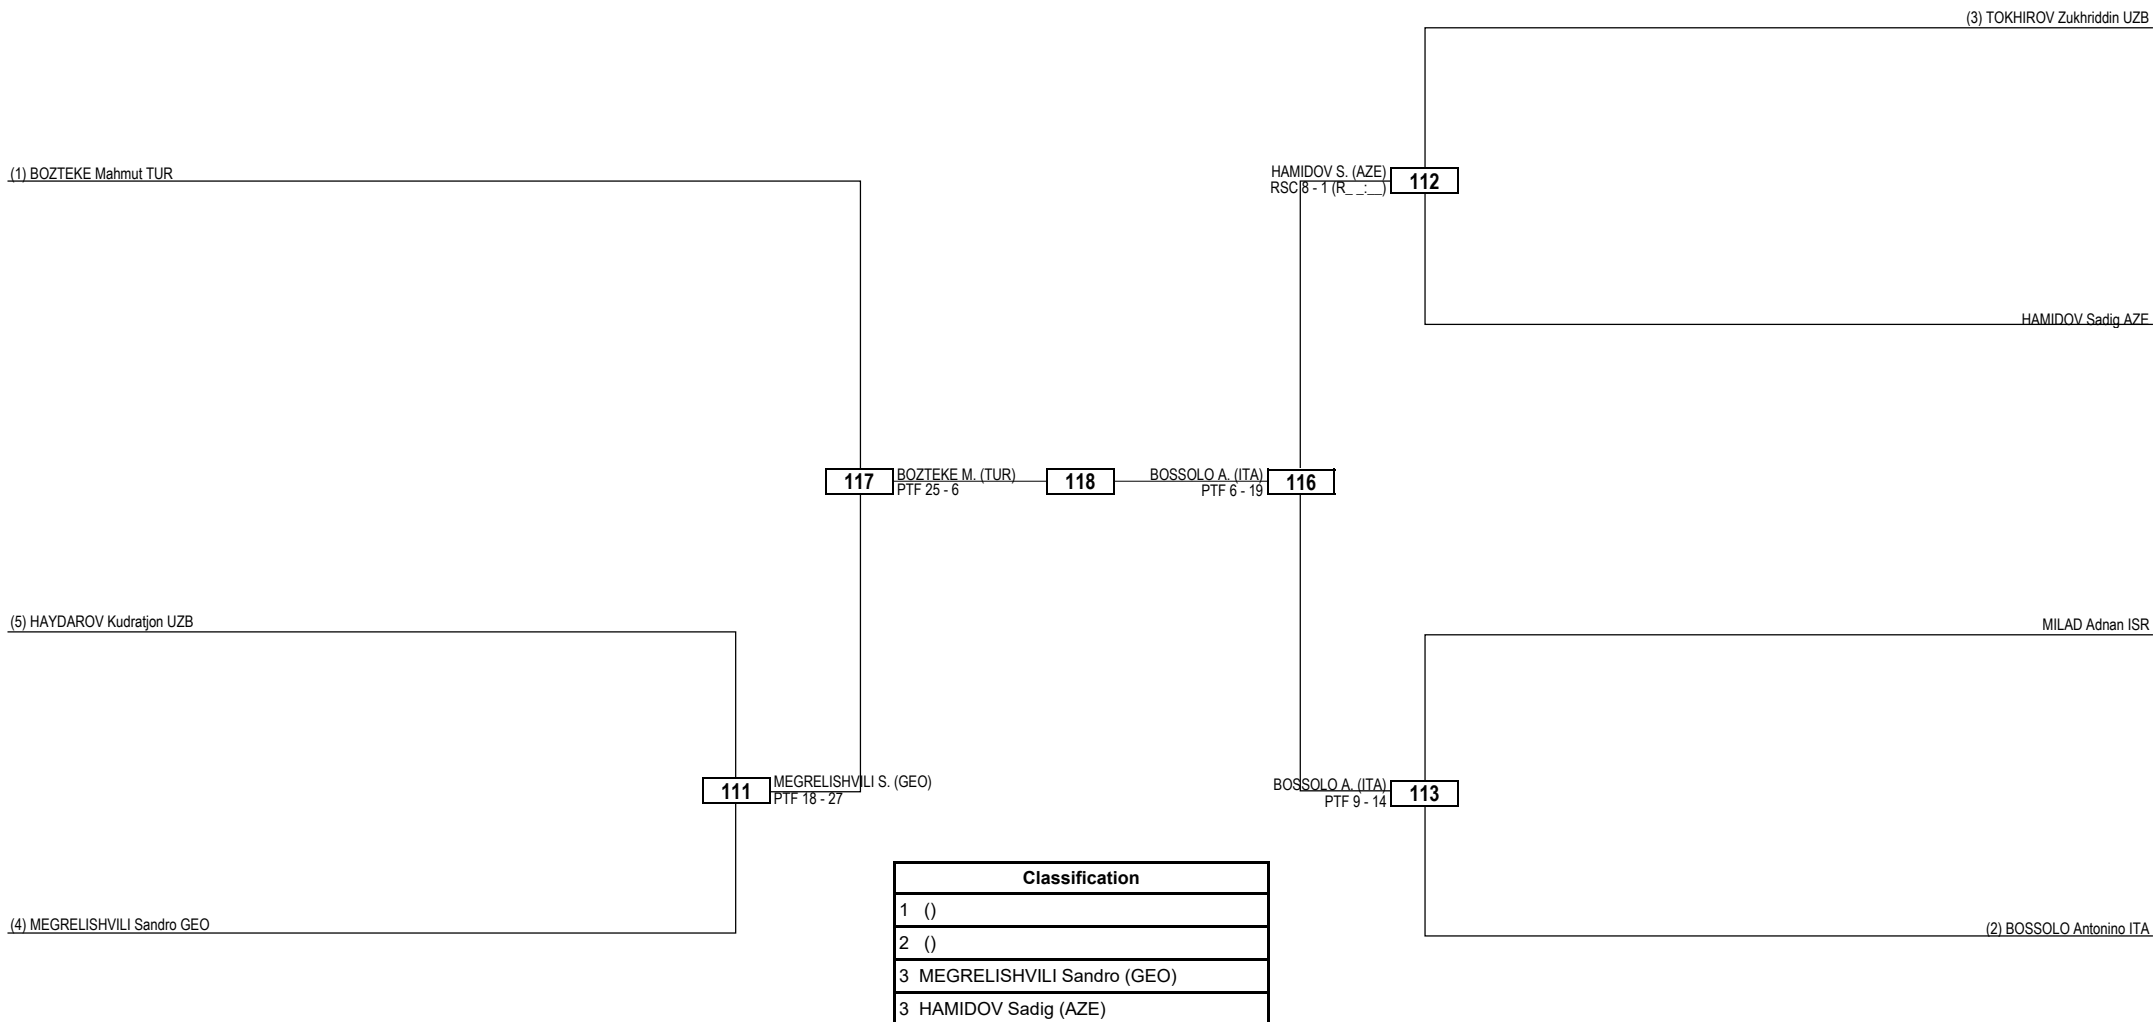 (3) TOKHIROV Zukhriddin UZB
(1) BOZTEKE Mahmut TUR
HAMIDOV S. (AZE)
RSC 8 - 1 (R_ _:__)
112
HAMIDOV Sadig AZE
117
BOZTEKE M. (TUR)
PTF 25 - 6
118
BOSSOLO A. (ITA)
PTF 6 - 19
116
(5) HAYDAROV Kudratjon UZB
MILAD Adnan ISR
111
MEGRELISHVILI S. (GEO)
PTF 18 - 27
BOSSOLO A. (ITA)
PTF 9 - 14
113
(4) MEGRELISHVILI Sandro GEO
(2) BOSSOLO Antonino ITA
Classification
1 ()
2 ()
3 MEGRELISHVILI Sandro (GEO)
3 HAMIDOV Sadig (AZE)